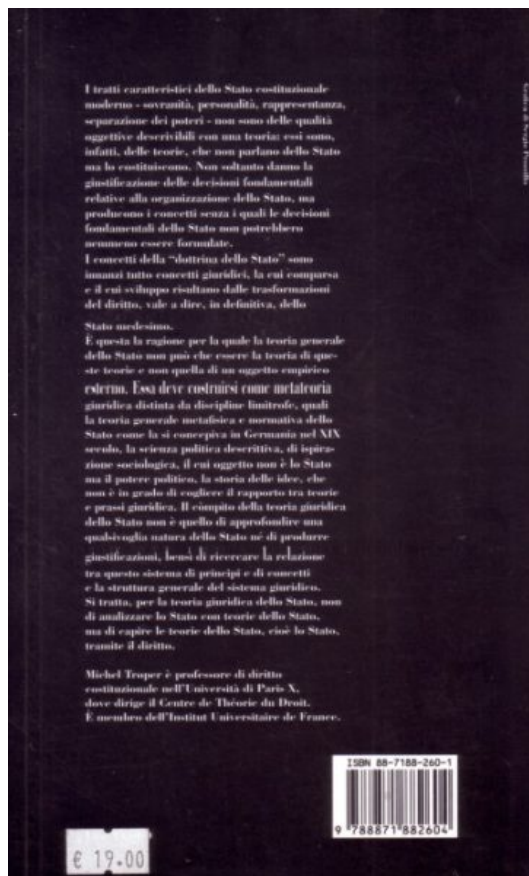 I tratti caratteristici dello Stato costituzionale
moderno - sovranità, personalità, rappresentanza,
separazione dei poteri - non sono delle qualità
oggettive descrivibili con una teoria: essi sono,
infatti, delle teorie, che non parlano dello Stato
ma lo costituiscono. Non soltanto danno la
giustificazione delle decisioni fondamentali
relative alla organizzazione dello Stato, ma
producono i concetti senza i quali le decisioni
fondamentali dello Stato non potrebbero
nemmeno essere formulate.
I concetti della "dottrina dello Stato" sono
innanzi tutto concetti giuridici, la cui comparsa
e il cui sviluppo risultano dalle trasformazioni
del diritto, vale a dire, in definitiva, dello
Stato medesimo.
È questa la ragione per la quale la teoria generale
dello Stato non può che essere la teoria di que-
ste teorie e non quella di un oggetto empirico
esterno. Essa deve costruirsi come metateoria
giuridica distinta da discipline limitrofe, quali
la teoria generale metafisica e normativa dello
Stato come la si concepiva in Germania nel XIX
secolo, la scienza politica descrittiva, di ispira-
zione sociologica, il cui oggetto non è lo Stato
ma il potere politico, la storia delle idee, che
non è in grado di cogliere il rapporto tra teorie
e prassi giuridica. Il còmpito della teoria giuridica
dello Stato non è quello di approfondire una
qualsivoglia natura dello Stato né di produrre
giustificazioni, bensì di ricercare la relazione
tra questo sistema di principi e di concetti
e la struttura generale del sistema giuridico.
Si tratta, per la teoria giuridica dello Stato, non
di analizzare lo Stato con teorie dello Stato,
ma di capire le teorie dello Stato, cioè lo Stato,
tramite il diritto.
Michel Troper è professore di diritto
costituzionale nell'Università di Paris X,
dove dirige il Centre de Théorie du Droit.
È membro dell'Institut Universitaire de France.
Grafica di Sergio
ISBN 88-7188-260-1
9 788871 882604
€ 19.00